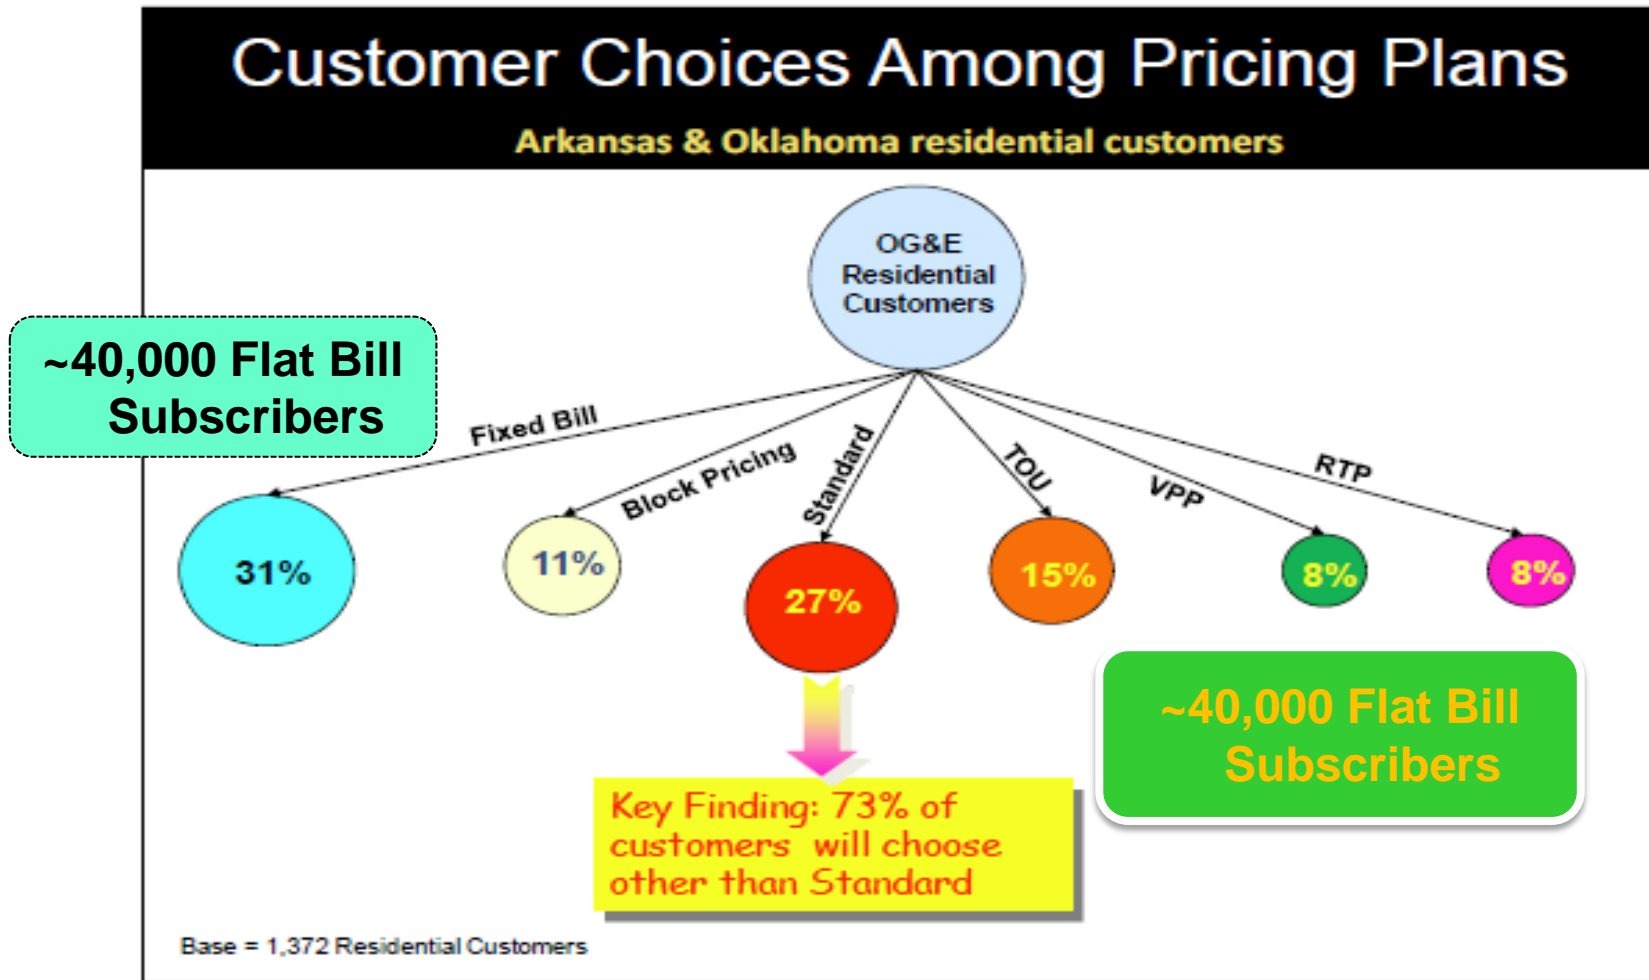 Customer Choices Among Pricing Plans
Arkansas & Oklahoma residential customers
OG&E
Residential
Customers
~40,000 Flat Bill
Subscribers
Fixed Bill
Block Pricing
Standard
TOU
VPP
RTP
31%
11%
27%
15%
8%
8%
~40,000 Flat Bill
Subscribers
Key Finding: 73% of
customers will choose
other than Standard
Base = 1,372 Residential Customers